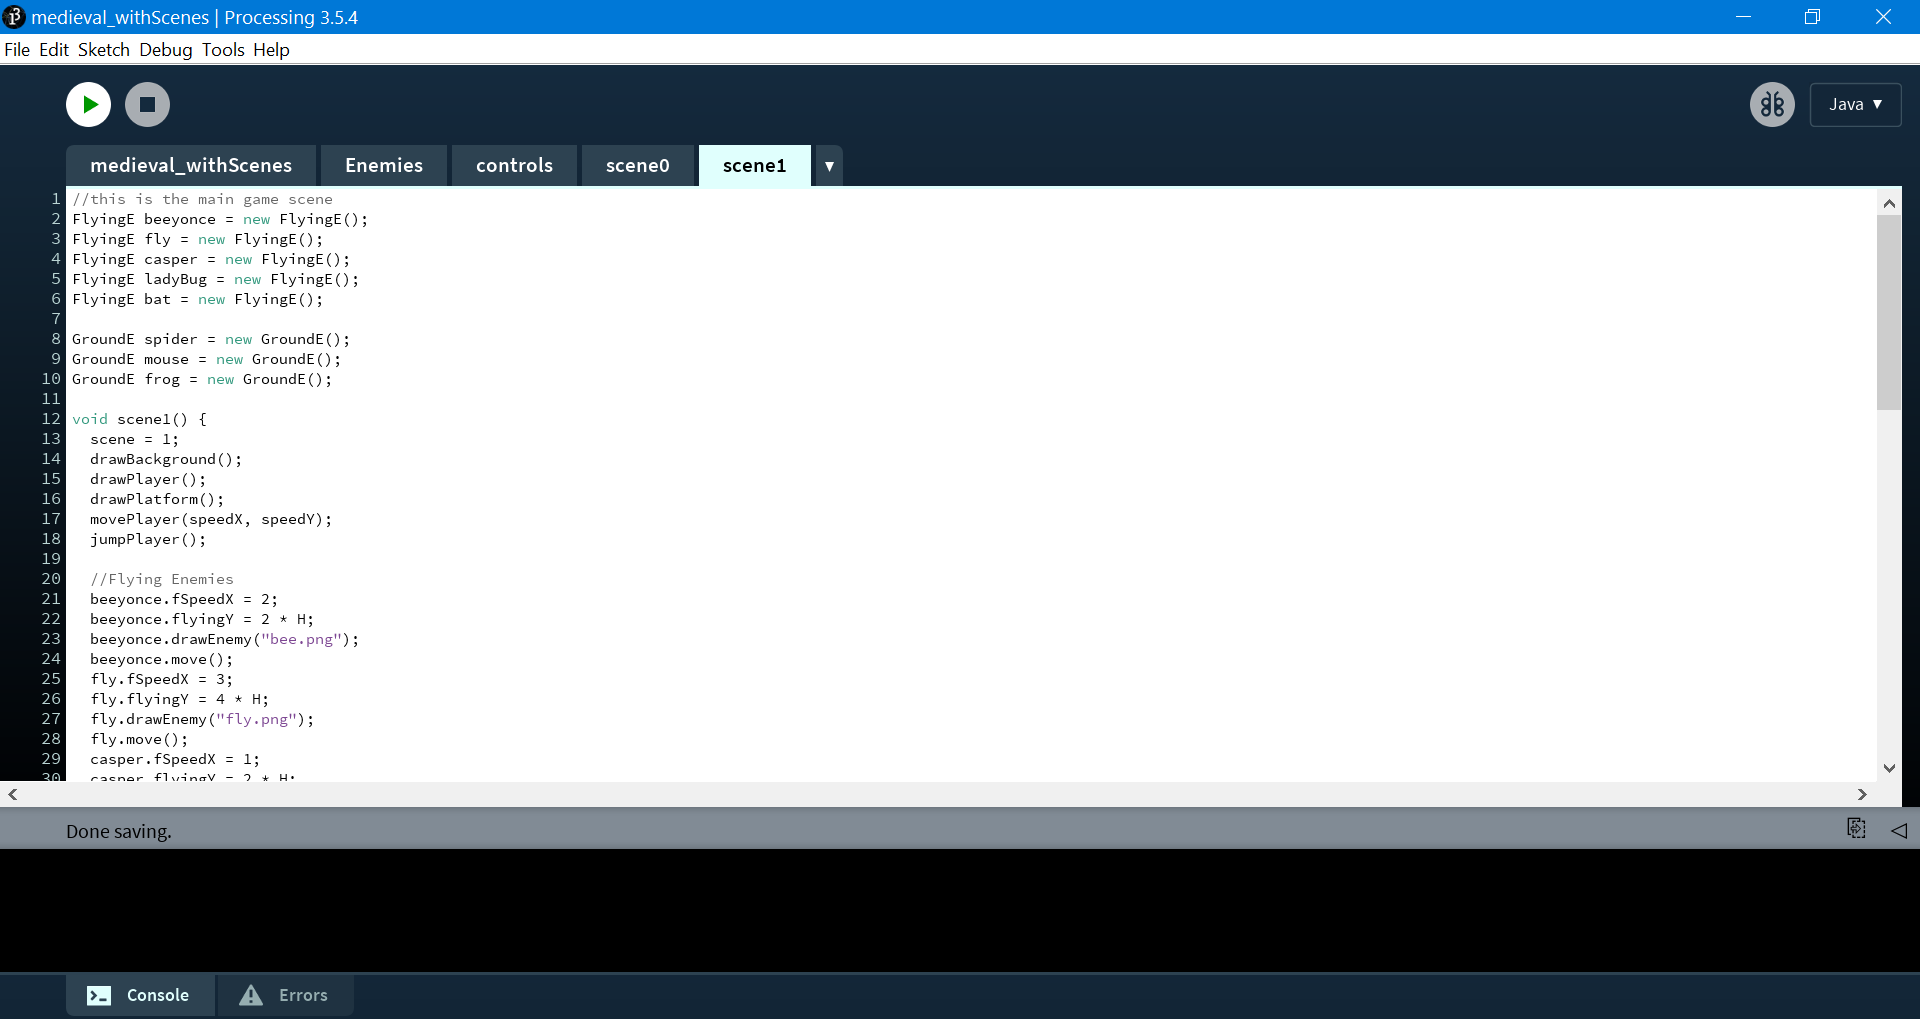 medieval_withScenes | Processing 3.5.4
File Edit Sketch Debug Tools Help
Java ▼
medieval_withScenes Enemies controls scene0 scene1 ▼
1 //this is the main game scene
2 FlyingE beeyonce = new FlyingE();
3 FlyingE fly = new FlyingE();
4 FlyingE casper = new FlyingE();
5 FlyingE ladyBug = new FlyingE();
6 FlyingE bat = new FlyingE();
7
8 GroundE spider = new GroundE();
9 GroundE mouse = new GroundE();
10 GroundE frog = new GroundE();
11
12 void scene1() {
13 scene = 1;
14 drawBackground();
15 drawPlayer();
16 drawPlatform();
17 movePlayer(speedX, speedY);
18 jumpPlayer();
19
20 //Flying Enemies
21 beeyonce.fSpeedX = 2;
22 beeyonce.flyingY = 2 * H;
23 beeyonce.drawEnemy("bee.png");
24 beeyonce.move();
25 fly.fSpeedX = 3;
26 fly.flyingY = 4 * H;
27 fly.drawEnemy("fly.png");
28 fly.move();
29 casper.fSpeedX = 1;
30 casper.flyingY = 2 * H;
Done saving.
Console Errors